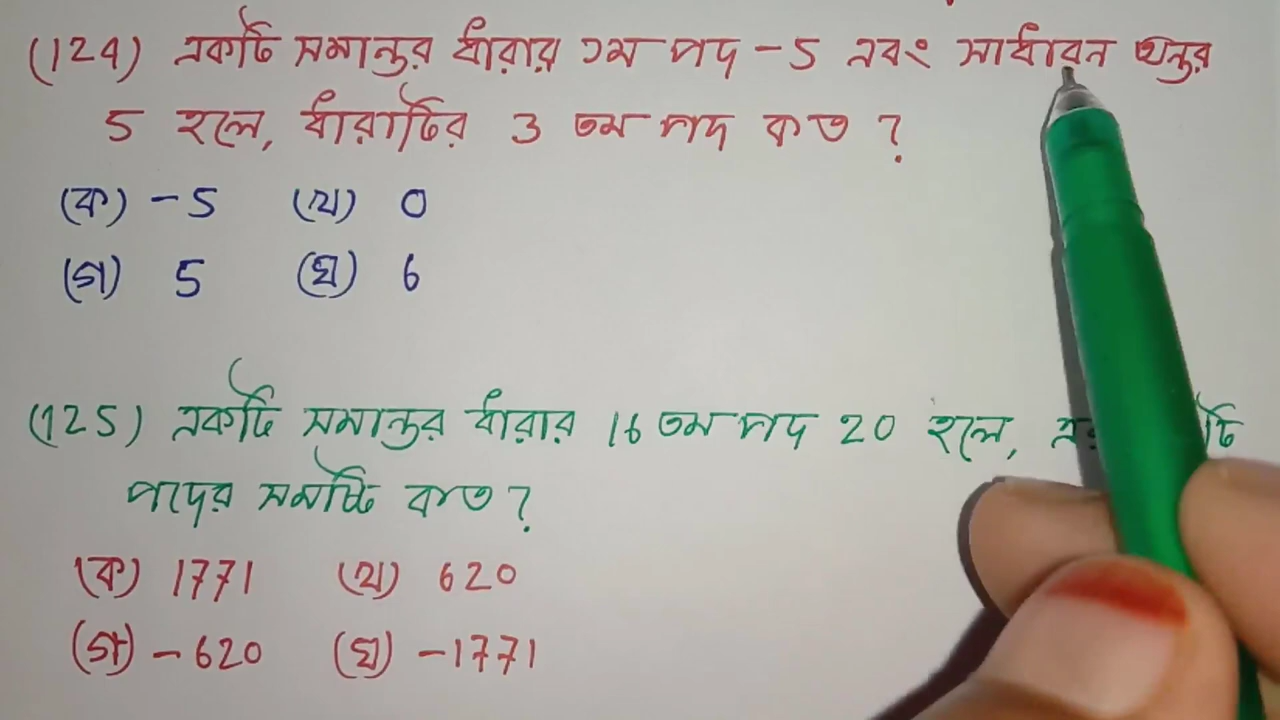 (124) একটি সমান্তর ধারার ১ম পদ -5 এবং সাধারন অন্তর
5 হলে, ধারাটির 3 তম পদ কত ?
(ক) -5 (খ) 0
(গ) 5 (ঘ) 6
(125) একটি সমান্তর ধারার 16 তম পদ 20 হলে,
পদের সমষ্টি কত ?
(ক) 1771 (খ) 620
(গ) -620 (ঘ) -1771